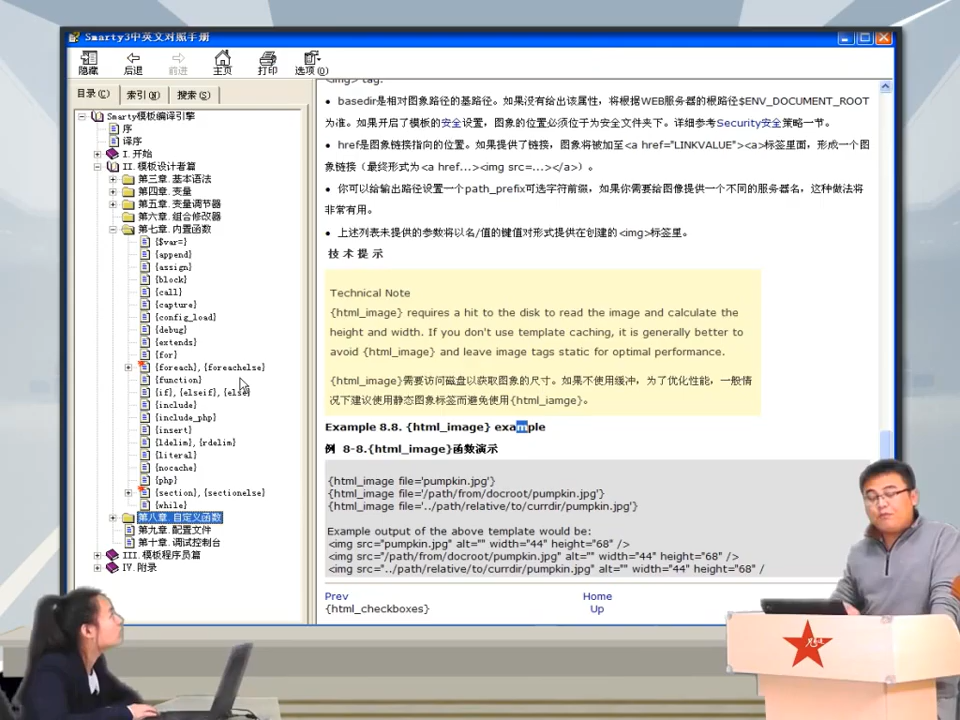 Smarty3中英文对照手册
隐藏 后退 前进 主页 打印 选项(O)
目录(C) 索引(N) 搜索(S)
Smarty模板编译引擎
序
译序
I.开始
II.模板设计者篇
第三章.基本语法
第四章.变量
第五章.变量调节器
第六章.组合修改器
第七章.内置函数
{$var=}
{append}
{assign}
{block}
{call}
{capture}
{config_load}
{debug}
{extends}
{for}
{foreach},{foreachelse}
{function}
{if},{elseif},{else}
{include}
{include_php}
{insert}
{ldelim},{rdelim}
{literal}
{nocache}
{php}
{section},{sectionelse}
{while}
第八章.自定义函数
第九章.配置文件
第十章.调试控制台
III.模板程序员篇
IV.附录
<img> tag.
• basedir是相对图象路径的基路径。如果没有给出该属性，将根据WEB服务器的根路径$ENV_DOCUMENT_ROOT
为准。如果开启了模板的安全设置，图象的位置必须位于为安全文件夹下。详细参考Security安全策略一节。
• href是图象链接指向的位置。如果提供了链接，图象将被加至<a href="LINKVALUE"><a>标签里面，形成一个图
象链接（最终形式为<a href...><img src=...></a>）。
• 你可以给输出路径设置一个path_prefix可选字符前缀，如果你需要给图像提供一个不同的服务器名，这种做法将
非常有用。
• 上述列表未提供的参数将以名/值的键值对形式提供在创建的<img>标签里。
技术提示
Technical Note
{html_image} requires a hit to the disk to read the image and calculate the
height and width. If you don't use template caching, it is generally better to
avoid {html_image} and leave image tags static for optimal performance.
{html_image}需要访问磁盘以获取图象的尺寸。如果不使用缓冲，为了优化性能，一般情
况下建议使用静态图象标签而避免使用{html_iamge}。
Example 8.8. {html_image} example
例 8-8.{html_image}函数演示
{html_image file='pumpkin.jpg'}
{html_image file='/path/from/docroot/pumpkin.jpg'}
{html_image file='../path/relative/to/currdir/pumpkin.jpg'}
Example output of the above template would be:
<img src="pumpkin.jpg" alt="" width="44" height="68" />
<img src="/path/from/docroot/pumpkin.jpg" alt="" width="44" height="68" />
<img src="../path/relative/to/currdir/pumpkin.jpg" alt="" width="44" height="68" /
Prev Home
{html_checkboxes} Up